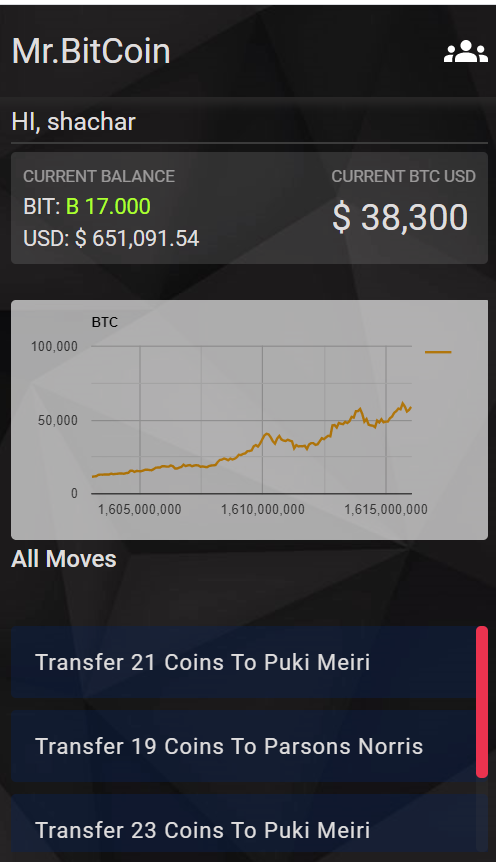 Mr.BitCoin
HI, shachar
CURRENT BALANCE
BIT: B 17.000
USD: $ 651,091.54
CURRENT BTC USD
$ 38,300
BTC
100,000
50,000
0
1,605,000,000 1,610,000,000 1,615,000,000
All Moves
Transfer 21 Coins To Puki Meiri
Transfer 19 Coins To Parsons Norris
Transfer 23 Coins To Puki Meiri